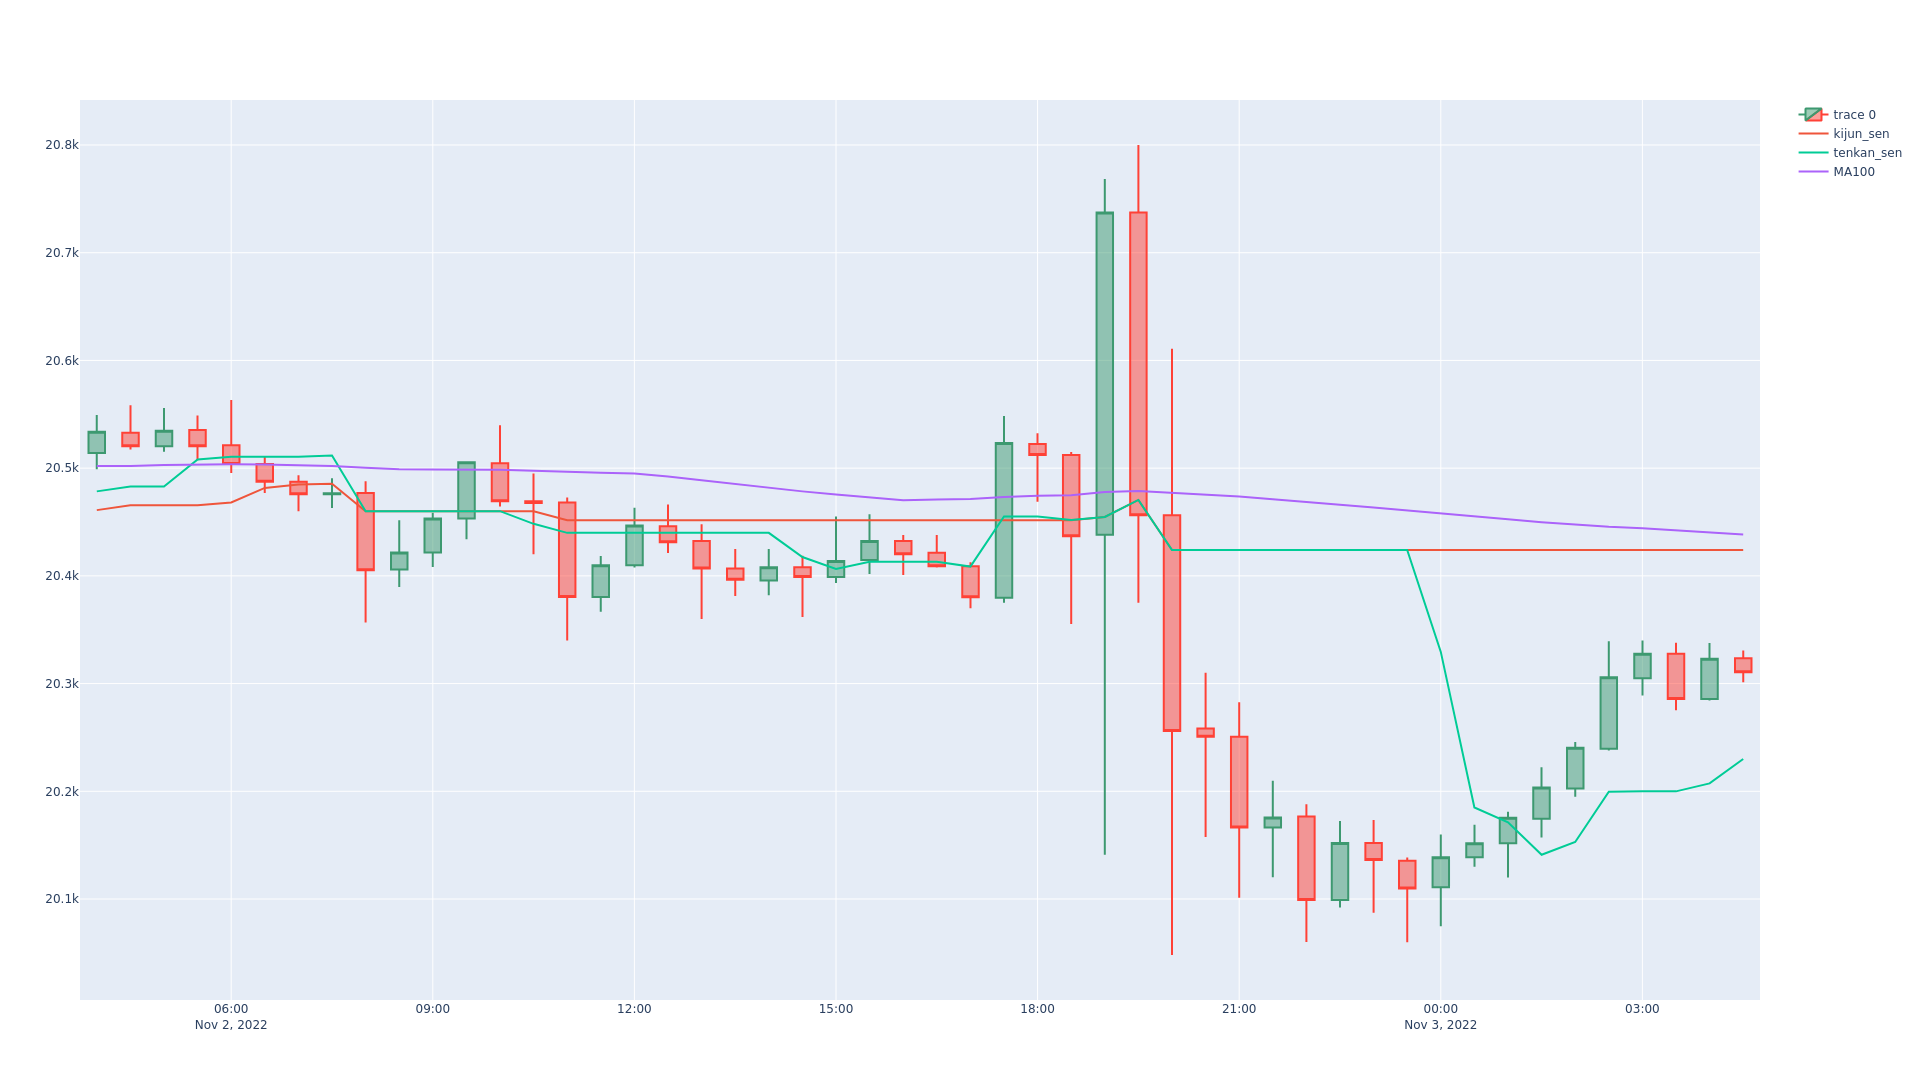 20.8k
20.7k
20.6k
20.5k
20.4k
20.3k
20.2k
20.1k
06:00
Nov 2, 2022
09:00
12:00
15:00
18:00
21:00
00:00
Nov 3, 2022
03:00
trace 0
kijun_sen
tenkan_sen
MA100